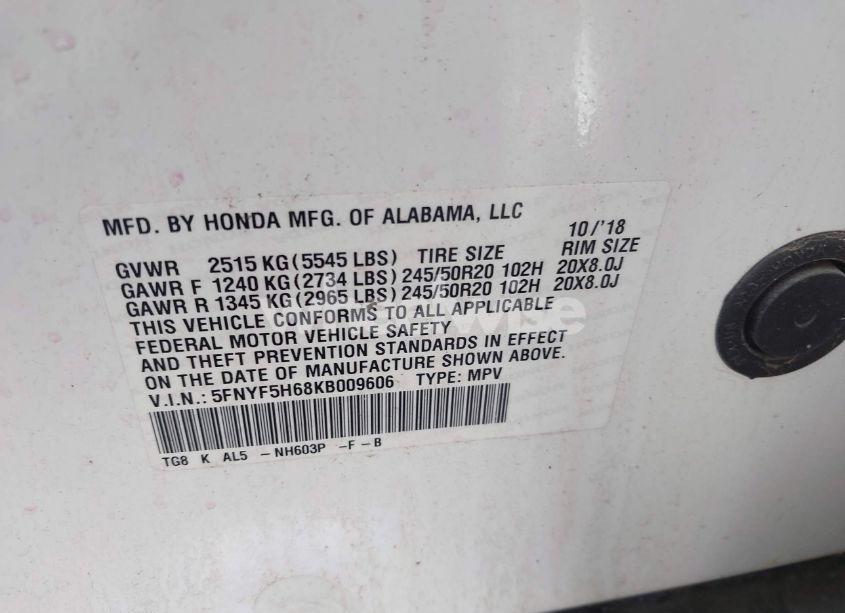 MFD. BY HONDA MFG. OF ALABAMA, LLC 10/'18
GVWR 2515 KG (5545 LBS) TIRE SIZE RIM SIZE
GAWR F 1240 KG (2734 LBS) 245/50R20 102H 20X8.0J
GAWR R 1345 KG (2965 LBS) 245/50R20 102H 20X8.0J
THIS VEHICLE CONFORMS TO ALL APPLICABLE
FEDERAL MOTOR VEHICLE SAFETY
AND THEFT PREVENTION STANDARDS IN EFFECT
ON THE DATE OF MANUFACTURE SHOWN ABOVE.
V.I.N.: 5FNYF5H68KB009606 TYPE: MPV
TG8 K AL5 -NH603P -F-B